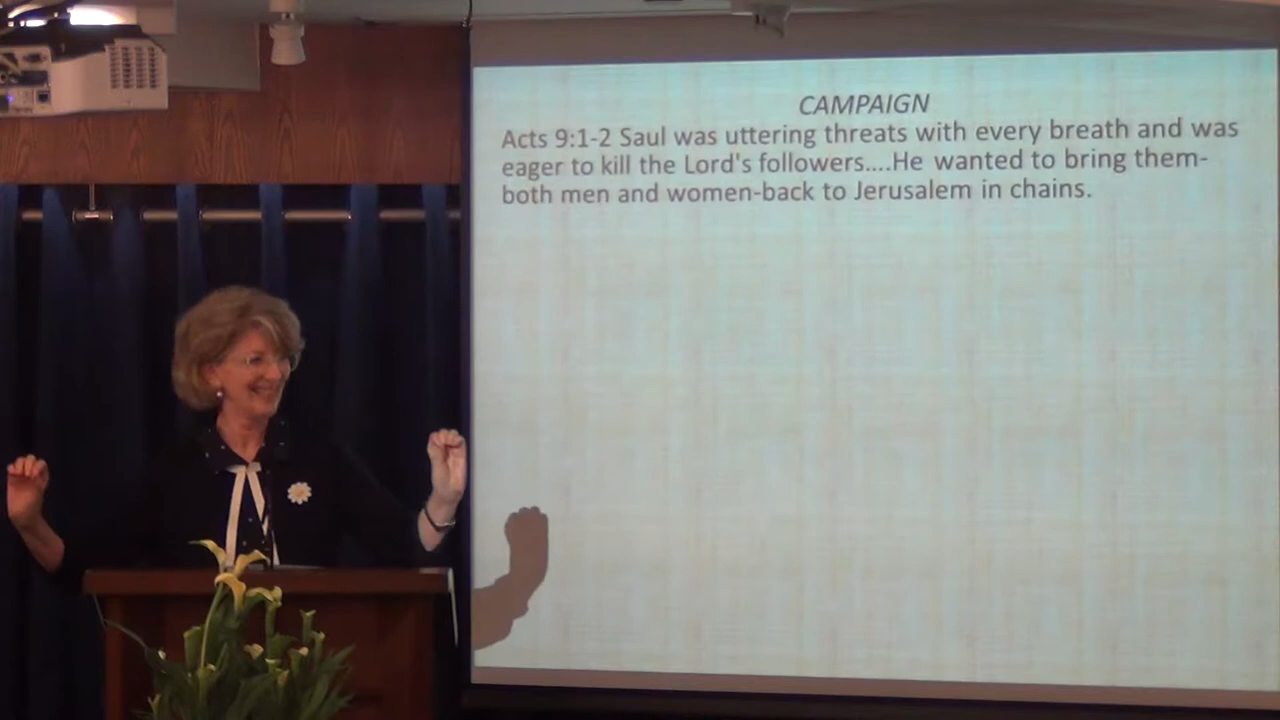 CAMPAIGN
Acts 9:1-2 Saul was uttering threats with every breath and was
eager to kill the Lord's followers....He wanted to bring them-
both men and women-back to Jerusalem in chains.